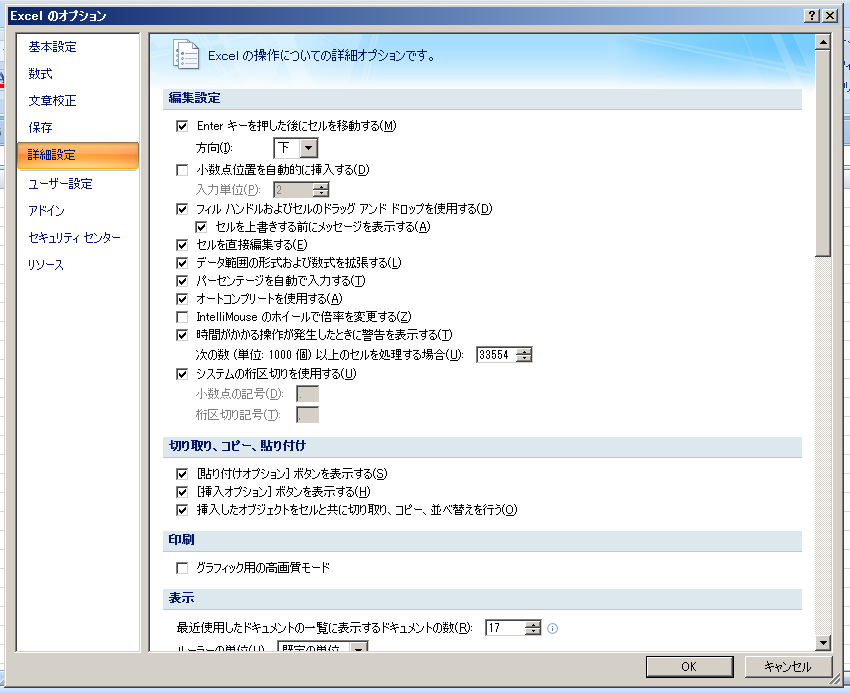 Excel のオプション
基本設定
数式
文章校正
保存
詳細設定
ユーザー設定
アドイン
セキュリティ センター
リソース
Excel の操作についての詳細オプションです。
編集設定
Enter キーを押した後にセルを移動する(M)
方向(I): 下
小数点位置を自動的に挿入する(D)
入力単位(P): 2
フィル ハンドルおよびセルのドラッグ アンド ドロップを使用する(D)
セルを上書きする前にメッセージを表示する(A)
セルを直接編集する(E)
データ範囲の形式および数式を拡張する(L)
パーセンテージを自動で入力する(T)
オートコンプリートを使用する(A)
IntelliMouse のホイールで倍率を変更する(Z)
時間がかかる操作が発生したときに警告を表示する(T)
次の数 (単位: 1000 個) 以上のセルを処理する場合(U): 33554
システムの桁区切りを使用する(U)
小数点の記号(D): .
桁区切り記号(T): ,
切り取り、コピー、貼り付け
[貼り付けオプション] ボタンを表示する(S)
[挿入オプション] ボタンを表示する(H)
挿入したオブジェクトをセルと共に切り取り、コピー、並べ替えを行う(O)
印刷
グラフィック用の高画質モード
表示
最近使用したドキュメントの一覧に表示するドキュメントの数(R): 17
ルーラーの単位(U) 既定の単位
OK キャンセル